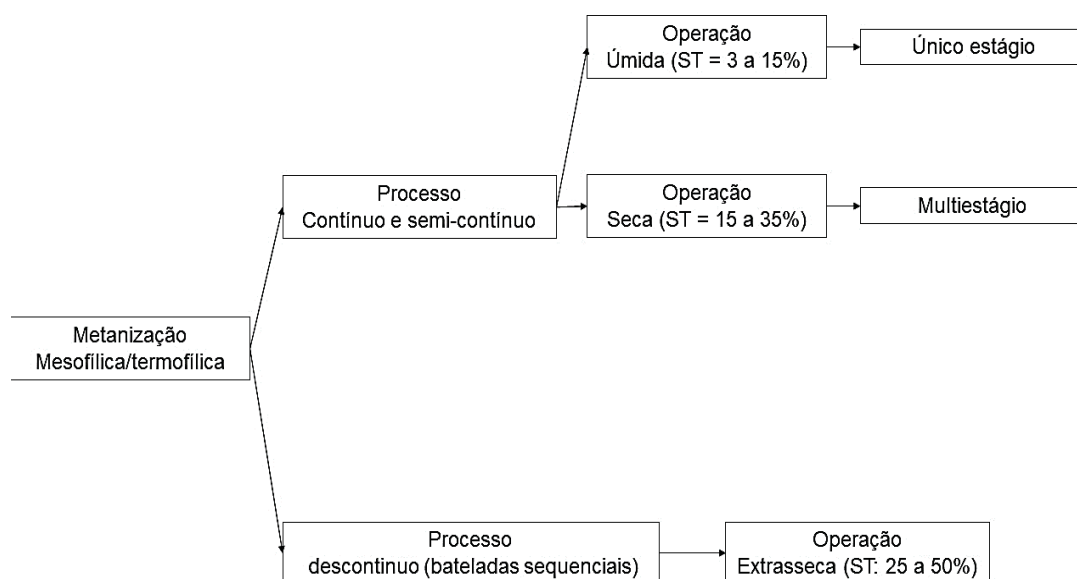 Operação
Úmida (ST = 3 a 15%)
Único estágio
Processo
Contínuo e semi-contínuo
Operação
Seca (ST = 15 a 35%)
Multiestágio
Metanização
Mesofílica/termofílica
Processo
descontinuo (bateladas sequenciais)
Operação
Extrasseca (ST: 25 a 50%)